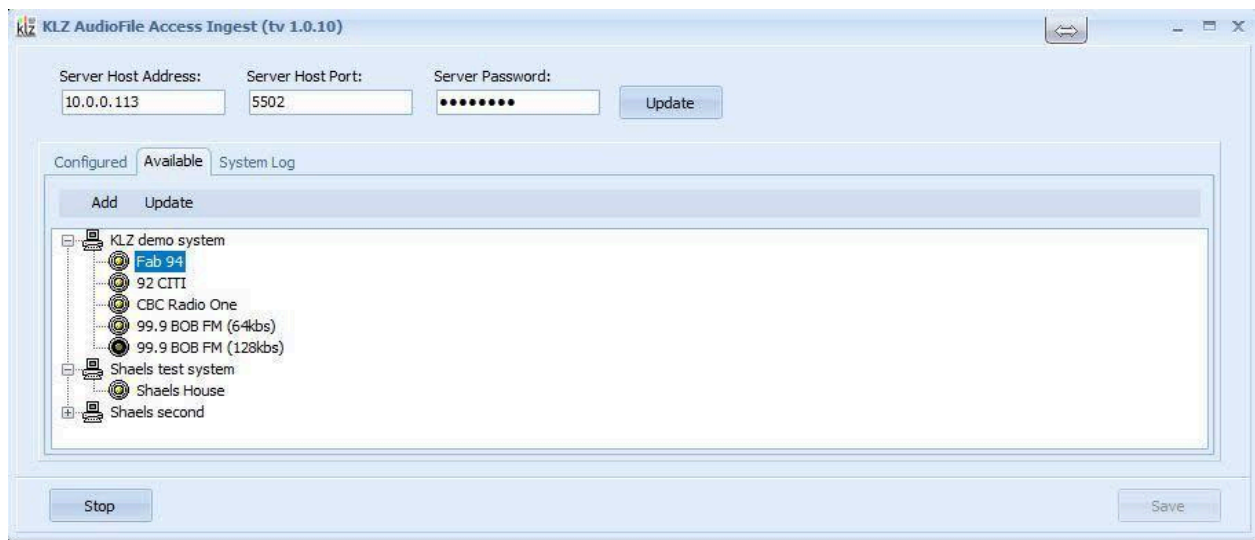 klz KLZ AudioFile Access Ingest (tv 1.0.10)
Server Host Address: Server Host Port: Server Password:
10.0.0.113 5502 ●●●●●●●● Update
Configured Available System Log
Add Update
KLZ demo system
Fab 94
92 CITI
CBC Radio One
99.9 BOB FM (64kbs)
99.9 BOB FM (128kbs)
Shaels test system
Shaels House
Shaels second
Stop Save